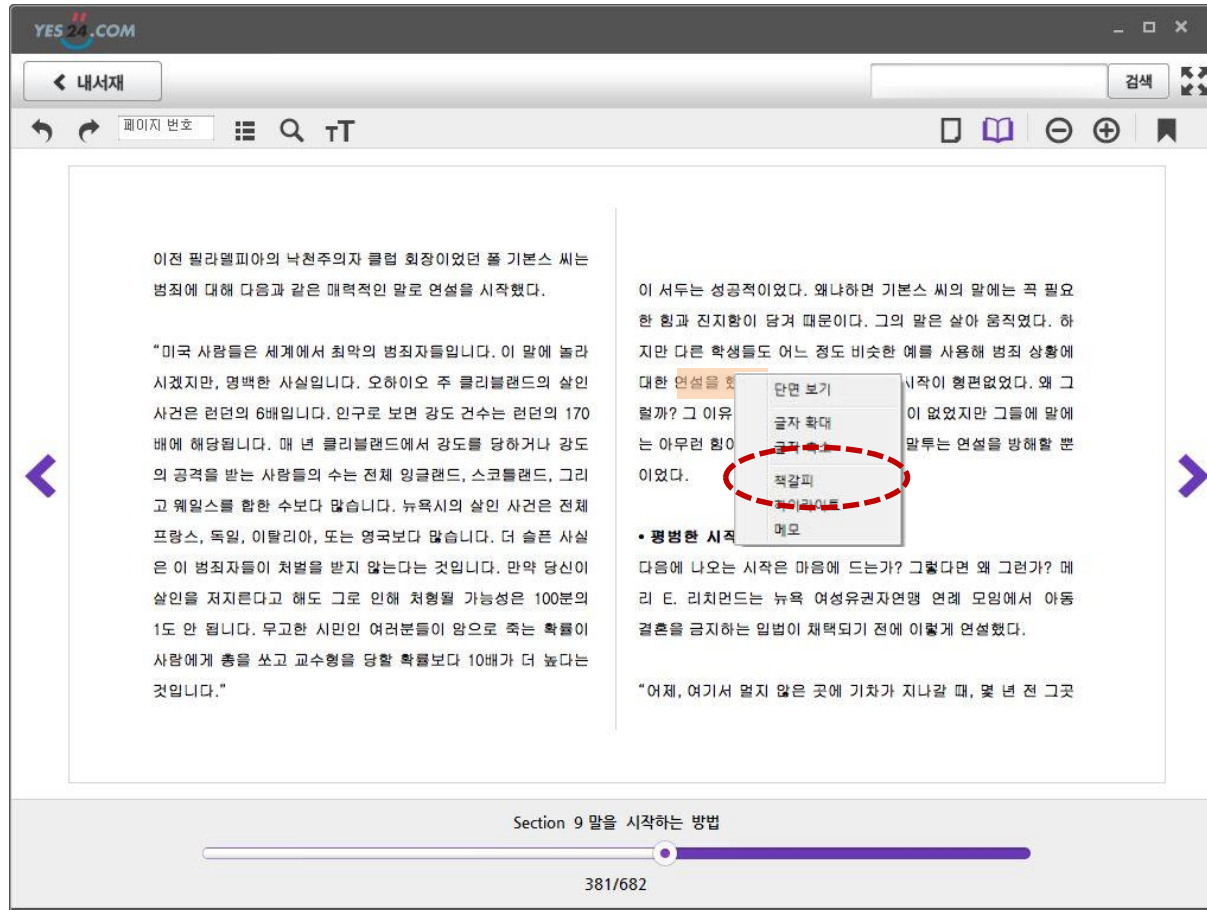 YES24.COM
내서재
검색
페이지 번호
TT
이전 필라델피아의 낙천주의자 클럽 회장이었던 폴 기본스 씨는
범죄에 대해 다음과 같은 매력적인 말로 연설을 시작했다.
“미국 사람들은 세계에서 최악의 범죄자들입니다. 이 말에 놀라
시겠지만, 명백한 사실입니다. 오하이오 주 클리블랜드의 살인
사건은 런던의 6배입니다. 인구로 보면 강도 건수는 런던의 170
배에 해당됩니다. 매 년 클리블랜드에서 강도를 당하거나 강도
의 공격을 받는 사람들의 수는 전체 잉글랜드, 스코틀랜드, 그리
고 웨일스를 합한 수보다 많습니다. 뉴욕시의 살인 사건은 전체
프랑스, 독일, 이탈리아, 또는 영국보다 많습니다. 더 슬픈 사실
은 이 범죄자들이 처벌을 받지 않는다는 것입니다. 만약 당신이
살인을 저지른다고 해도 그로 인해 처형될 가능성은 100분의
1도 안 됩니다. 무고한 시민인 여러분들이 암으로 죽는 확률이
사람에게 총을 쏘고 교수형을 당할 확률보다 10배가 더 높다는
것입니다.”
이 서두는 성공적이었다. 왜냐하면 기본스 씨의 말에는 꼭 필요
한 힘과 진지함이 담겨 때문이다. 그의 말은 살아 움직였다. 하
지만 다른 학생들도 어느 정도 비슷한 예를 사용해 범죄 상황에
대한 연설을 했 시작이 형편없었다. 왜 그
럴까? 그 이유 이 없었지만 그들에 말에
는 아무런 힘이 말투는 연설을 방해할 뿐
이었다.
• 평범한 시작
다음에 나오는 시작은 마음에 드는가? 그렇다면 왜 그런가? 메
리 E. 리치먼드는 뉴욕 여성유권자연맹 연례 모임에서 아동
결혼을 금지하는 입법이 채택되기 전에 이렇게 연설했다.
“어제, 여기서 멀지 않은 곳에 기차가 지나갈 때, 몇 년 전 그곳
단면 보기
글자 확대
글자 축소
책갈피
하이라이트
메모
Section 9 말을 시작하는 방법
381/682